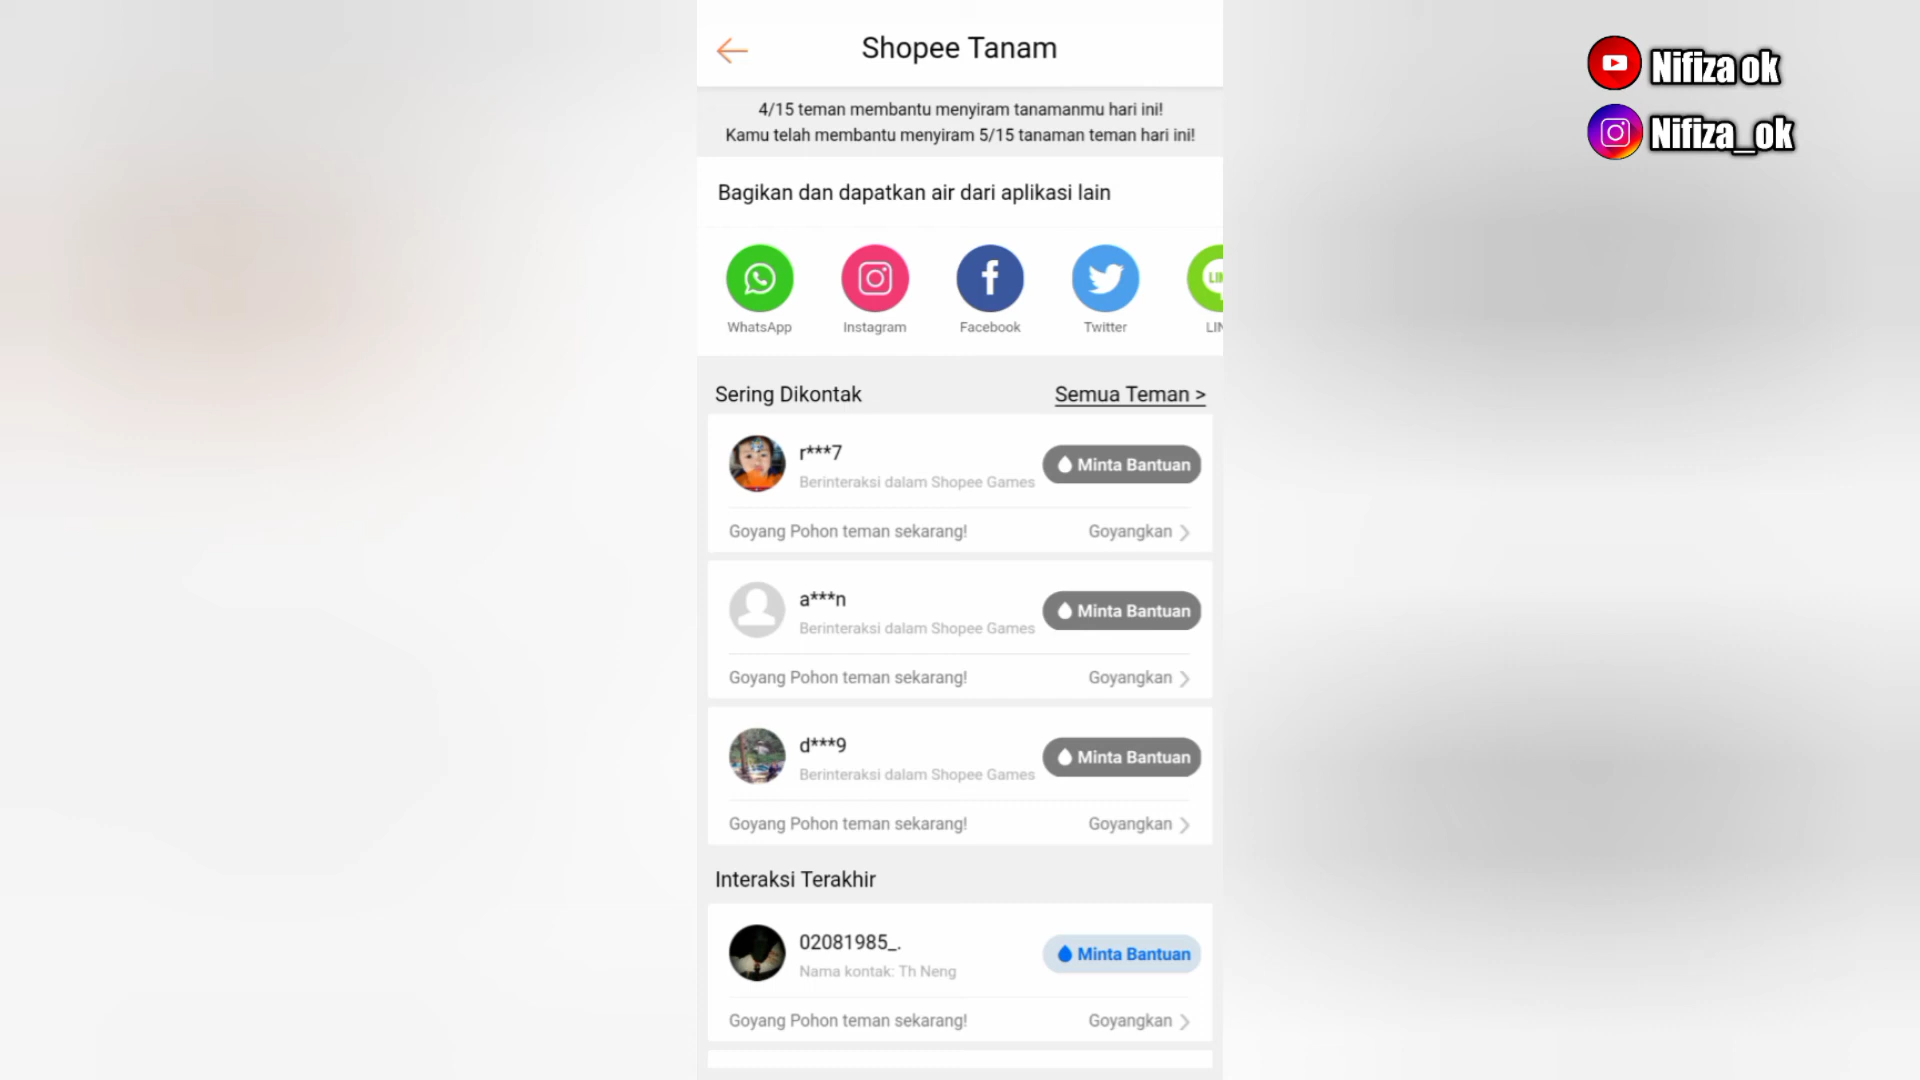 Shopee Tanam
Nifiza ok
Nifiza_ok
4/15 teman membantu menyiram tanamanmu hari ini!
Kamu telah membantu menyiram 5/15 tanaman teman hari ini!
Bagikan dan dapatkan air dari aplikasi lain
WhatsApp
Instagram
Facebook
Twitter
Sering Dikontak
Semua Teman >
r***7
Berinteraksi dalam Shopee Games
Minta Bantuan
Goyang Pohon teman sekarang!
Goyangkan
a***n
Berinteraksi dalam Shopee Games
Minta Bantuan
Goyang Pohon teman sekarang!
Goyangkan
d***9
Berinteraksi dalam Shopee Games
Minta Bantuan
Goyang Pohon teman sekarang!
Goyangkan
Interaksi Terakhir
02081985_.
Nama kontak: Th Neng
Minta Bantuan
Goyang Pohon teman sekarang!
Goyangkan